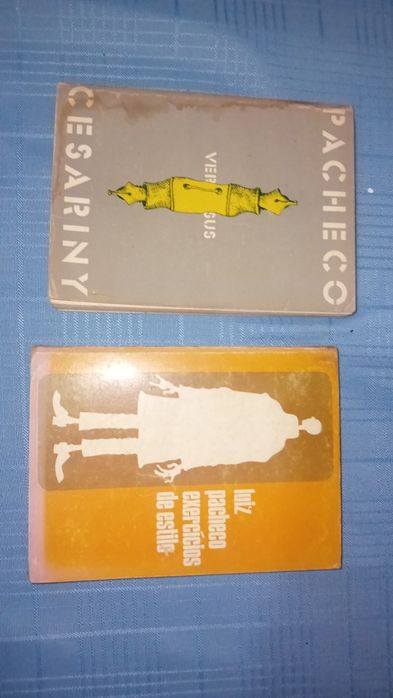 PACHECO
VERSUS
CESARINY
luiz
pacheco
exercícios
de estilo